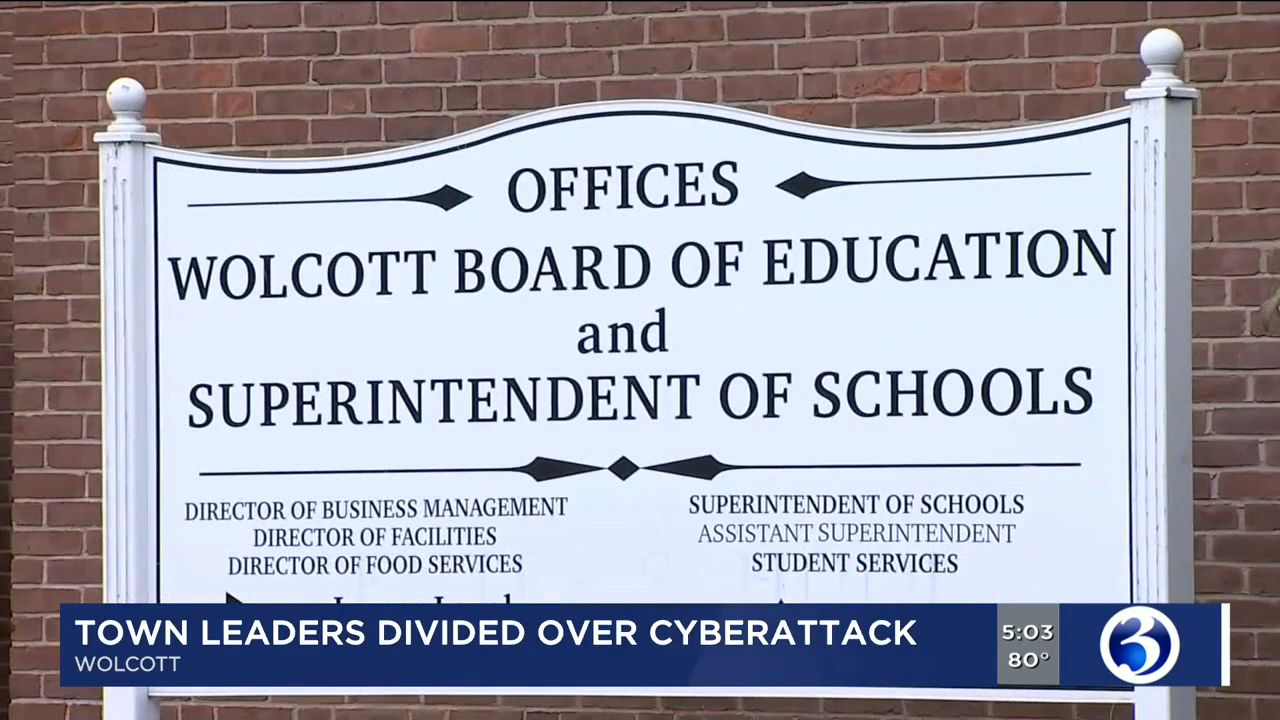 OFFICES
WOLCOTT BOARD OF EDUCATION
and
SUPERINTENDENT OF SCHOOLS
DIRECTOR OF BUSINESS MANAGEMENT
DIRECTOR OF FACILITIES
DIRECTOR OF FOOD SERVICES
SUPERINTENDENT OF SCHOOLS
ASSISTANT SUPERINTENDENT
STUDENT SERVICES
TOWN LEADERS DIVIDED OVER CYBERATTACK
WOLCOTT
5:03
80°
3